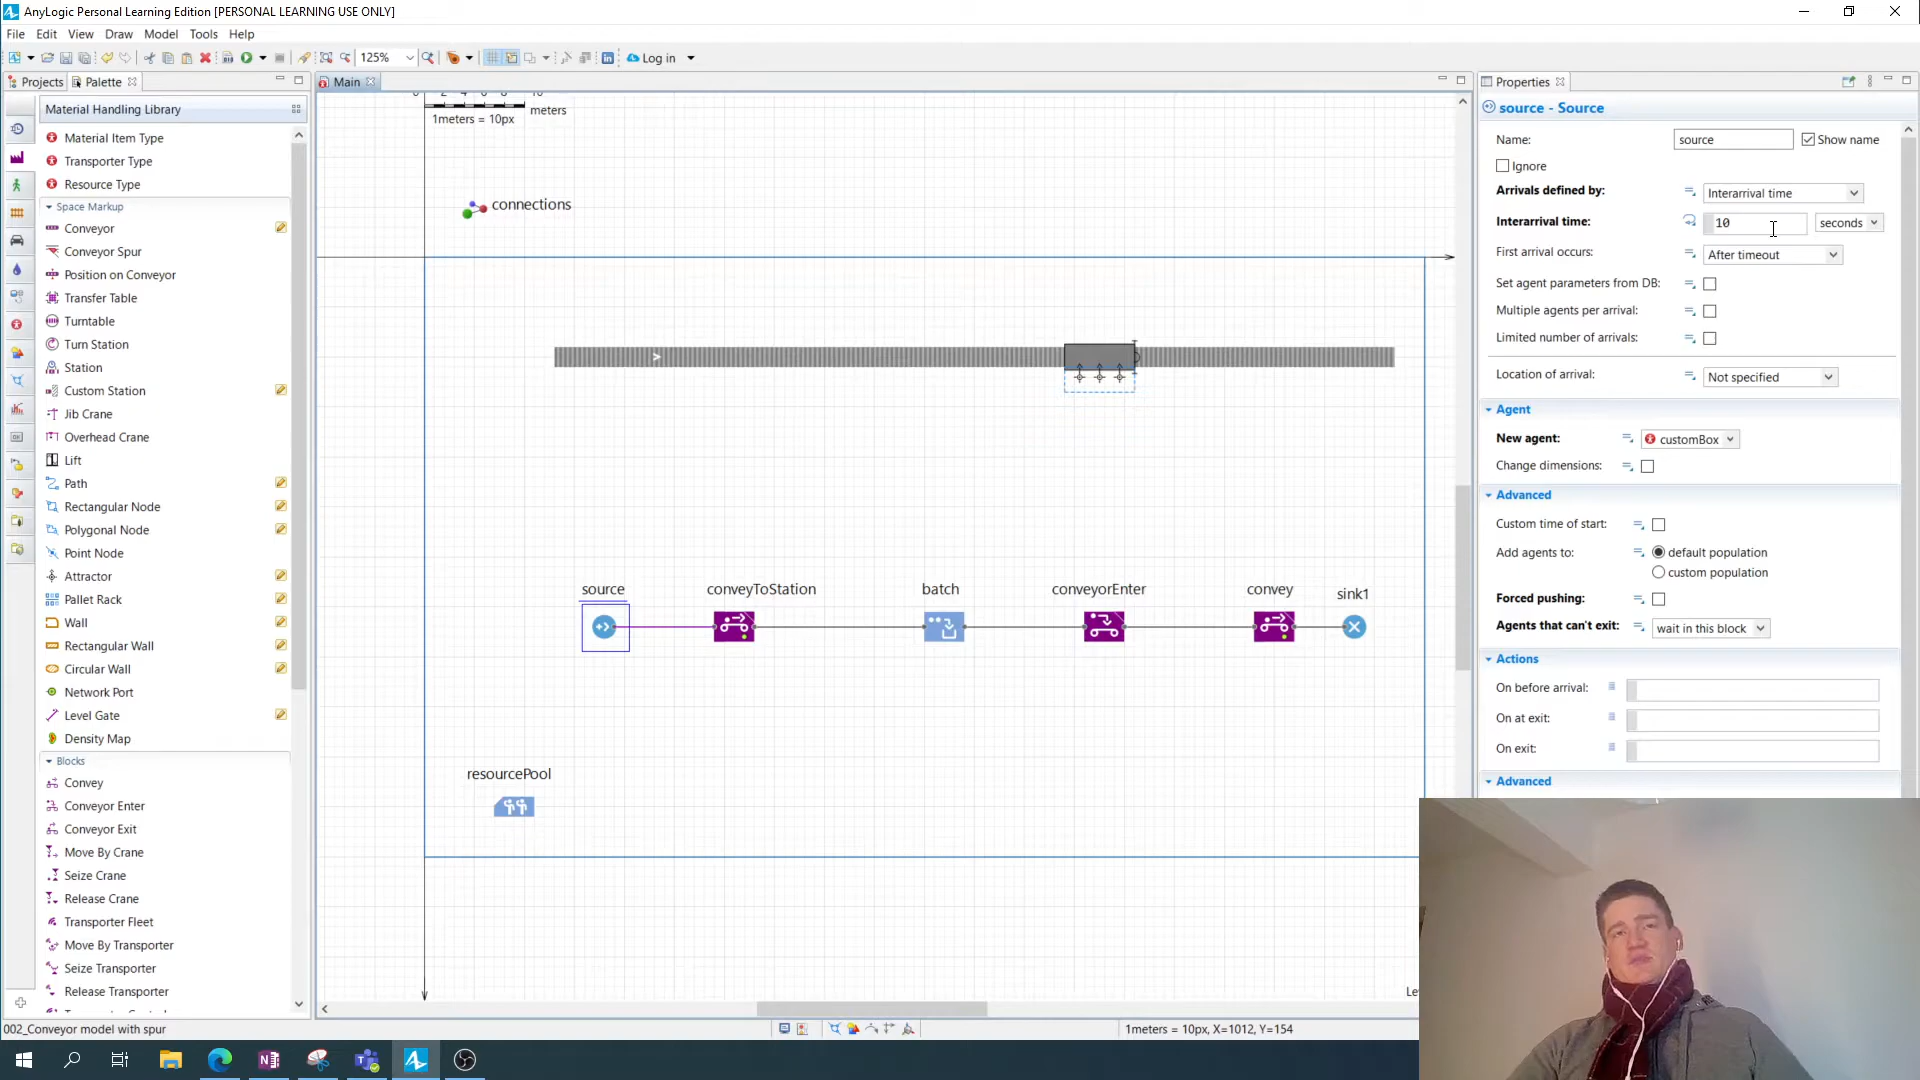 AnyLogic Personal Learning Edition [PERSONAL LEARNING USE ONLY]
File Edit View Draw Model Tools Help
125% Log in
Projects Palette
Main
Properties
Material Handling Library
Material Item Type
Transporter Type
Resource Type
Space Markup
Conveyor
Conveyor Spur
Position on Conveyor
Transfer Table
Turntable
Turn Station
Station
Custom Station
Jib Crane
Overhead Crane
Lift
Path
Rectangular Node
Polygonal Node
Point Node
Attractor
Pallet Rack
Wall
Rectangular Wall
Circular Wall
Network Port
Level Gate
Density Map
Blocks
Convey
Conveyor Enter
Conveyor Exit
Move By Crane
Seize Crane
Release Crane
Transporter Fleet
Move By Transporter
Seize Transporter
Release Transporter
0 2 4 6 8 10
meters
1meters = 10px
connections
source conveyToStation batch conveyorEnter convey sink1
resourcePool
Le
source - Source
Name: source Show name
Ignore
Arrivals defined by: Interarrival time
Interarrival time: 10 seconds
First arrival occurs: After timeout
Set agent parameters from DB:
Multiple agents per arrival:
Limited number of arrivals:
Location of arrival: Not specified
Agent
New agent: customBox
Change dimensions:
Advanced
Custom time of start:
Add agents to: default population
custom population
Forced pushing:
Agents that can't exit: wait in this block
Actions
On before arrival:
On at exit:
On exit:
Advanced
002_Conveyor model with spur
1meters = 10px, X=1012, Y=154